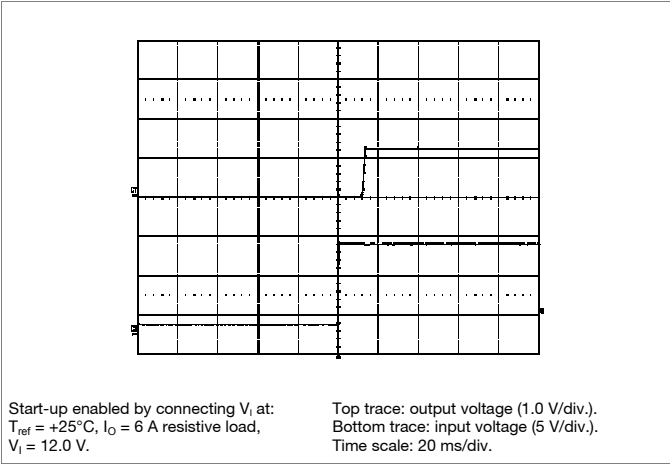 Start-up enabled by connecting VI at:
Tref = +25°C, IO = 6 A resistive load,
VI = 12.0 V.
Top trace: output voltage (1.0 V/div.).
Bottom trace: input voltage (5 V/div.).
Time scale: 20 ms/div.